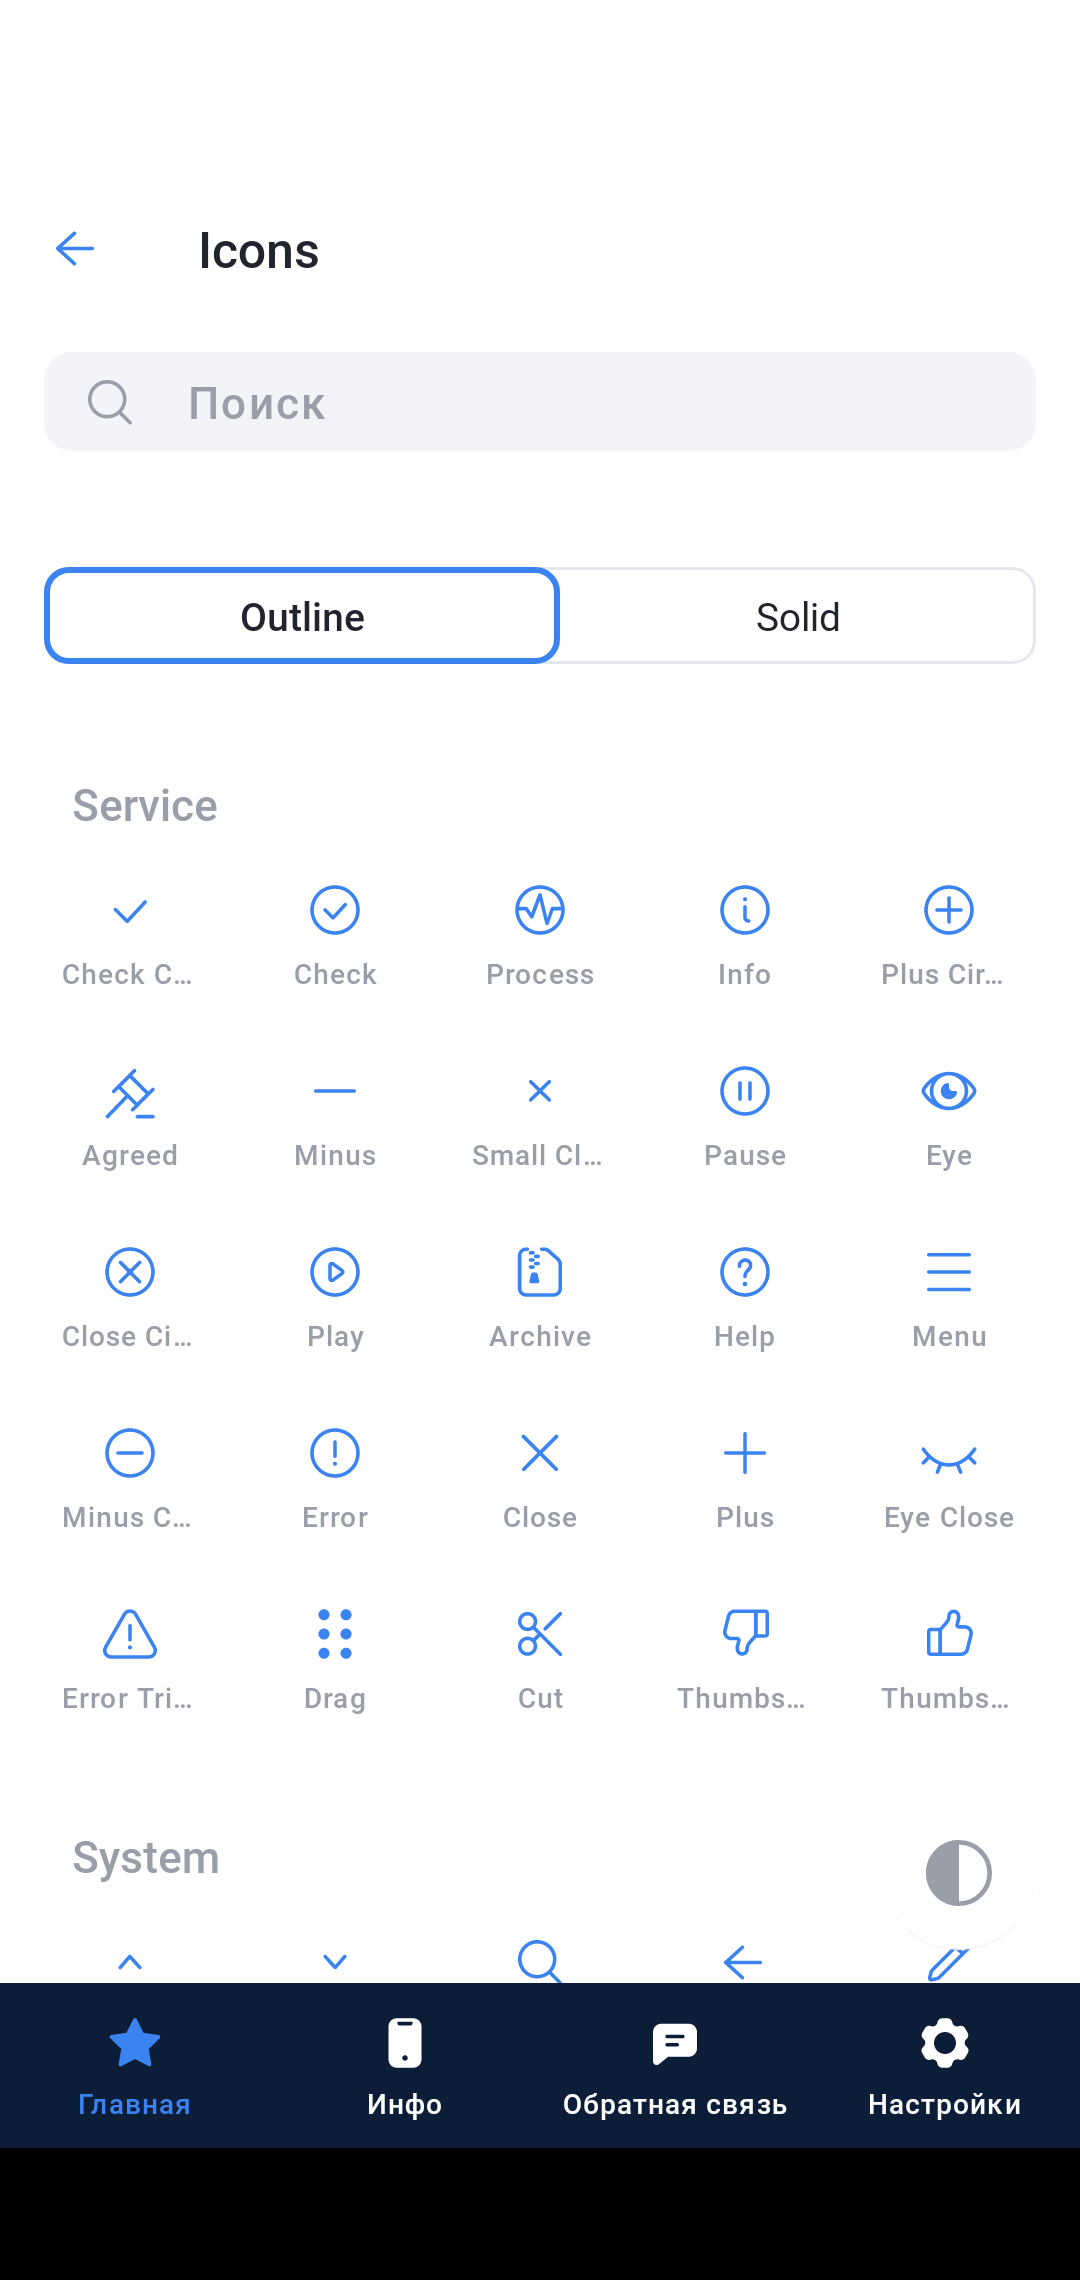 Icons
Поиск
Outline Solid
Service
Check C... Check Process Info Plus Cir...
Agreed Minus Small Cl... Pause Eye
Close Ci... Play Archive Help Menu
Minus C... Error Close Plus Eye Close
Error Tri... Drag Cut Thumbs... Thumbs...
System
Главная Инфо Обратная связь Настройки